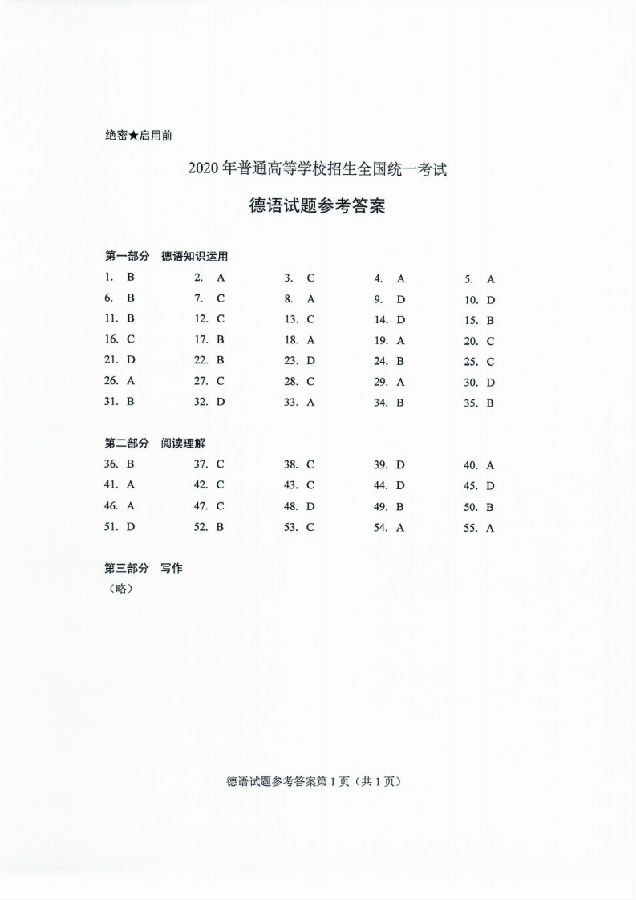 绝密★启用前
2020 年普通高等学校招生全国统一考试
德语试题参考答案
第一部分 德语知识运用
1. B 2. A 3. C 4. A 5. A
6. B 7. C 8. A 9. D 10. D
11. B 12. C 13. C 14. D 15. B
16. C 17. B 18. A 19. A 20. C
21. D 22. B 23. D 24. B 25. C
26. A 27. C 28. C 29. A 30. D
31. B 32. D 33. A 34. B 35. B
第二部分 阅读理解
36. B 37. C 38. C 39. D 40. A
41. A 42. C 43. C 44. D 45. D
46. A 47. C 48. D 49. B 50. B
51. D 52. B 53. C 54. A 55. A
第三部分 写作
（略）
德语试题参考答案第 1 页（共 1 页）